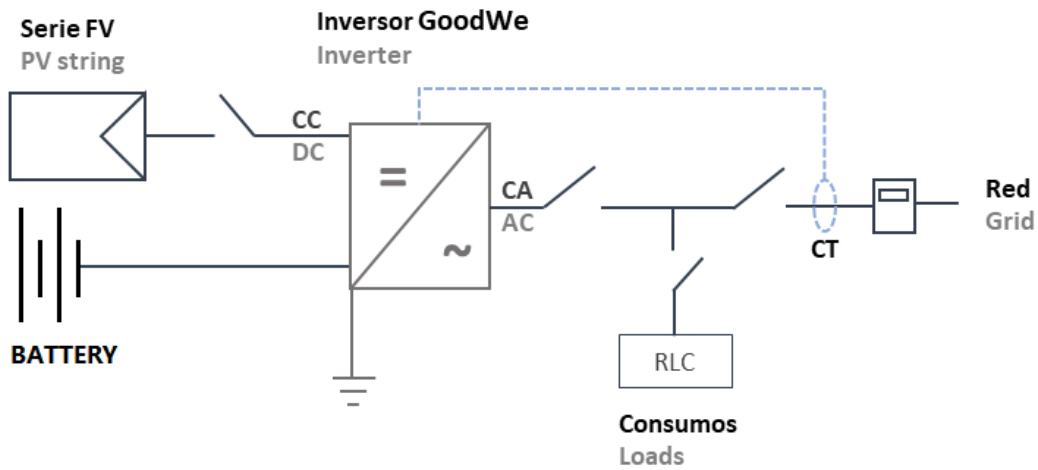 Serie FV
PV string
Inversor GoodWe
Inverter
CC
DC
=
~
CA
AC
CT
Red
Grid
BATTERY
RLC
Consumos
Loads